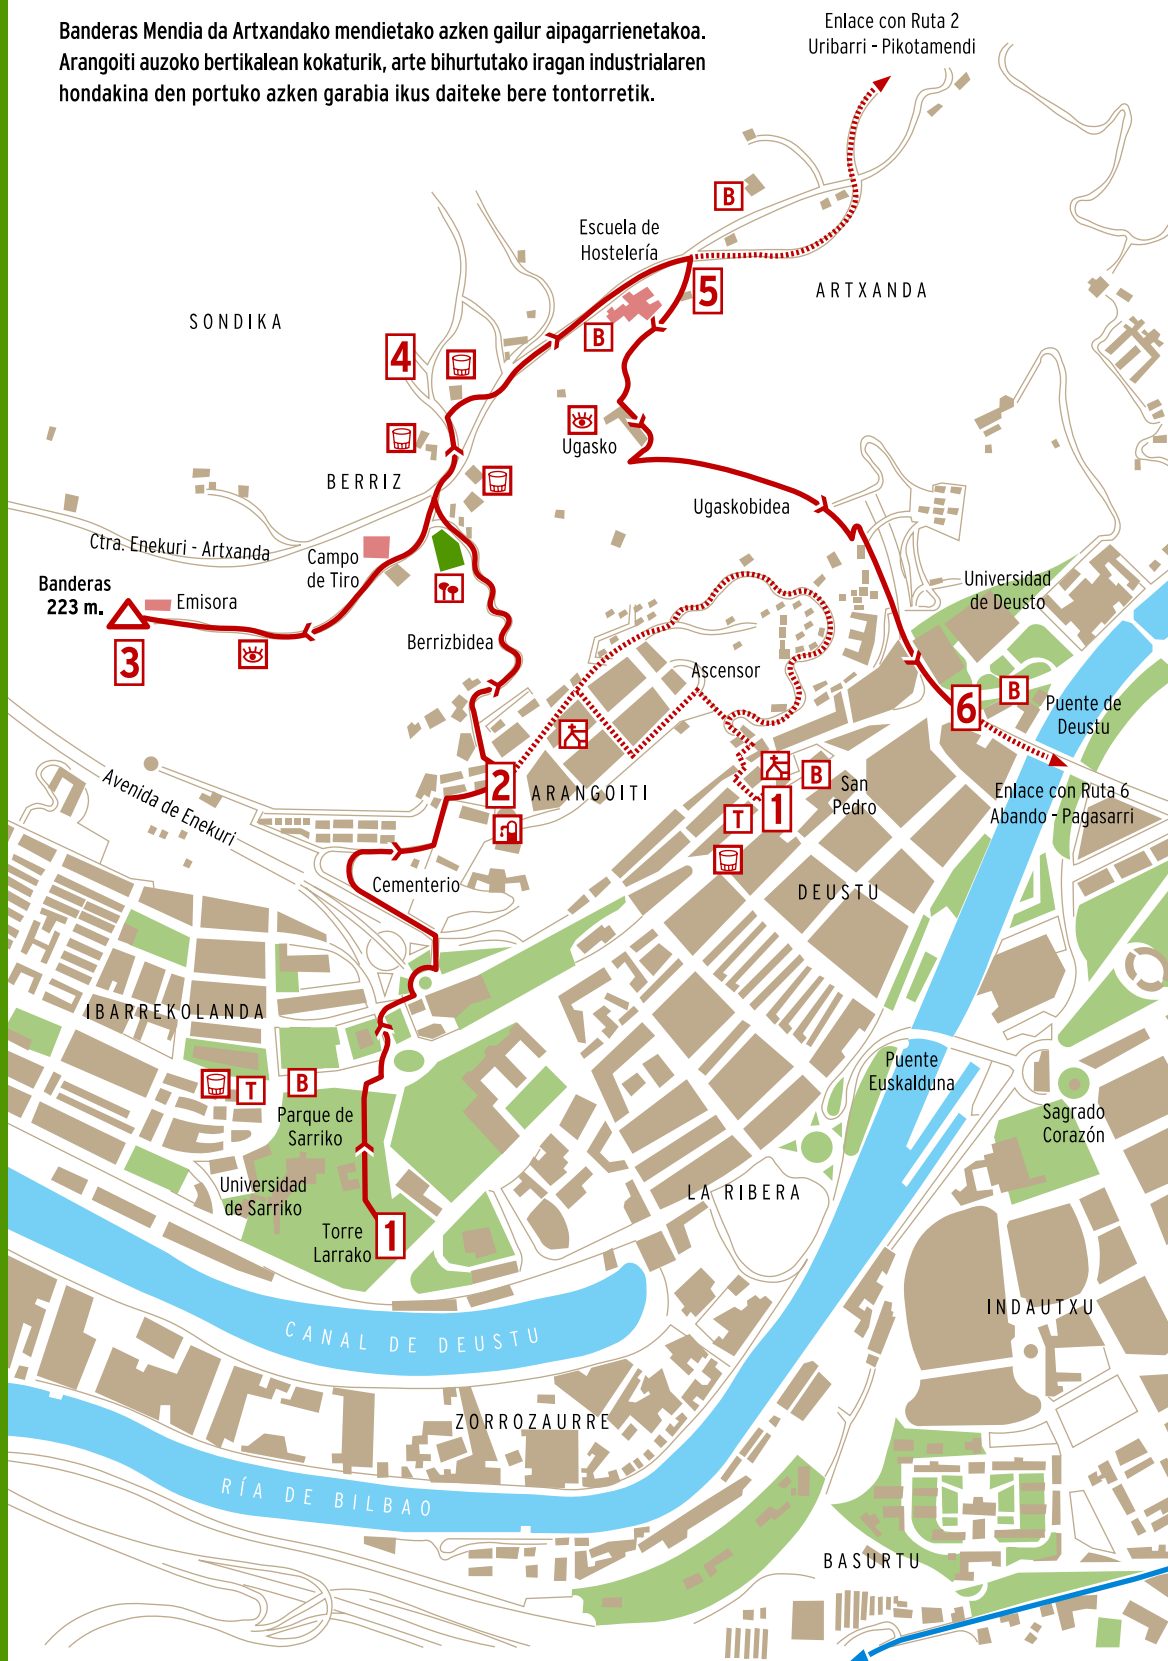 Banderas Mendia da Artxandako mendietako azken gailur aipagarrienetakoa.
Arangoiti auzoko bertikalean kokaturik, arte bihurtutako iragan industrialaren
hondakina den portuko azken garabia ikus daiteke bere tontorretik.
Enlace con Ruta 2
Uribarri - Pikotamendi
B
Escuela de
Hostelería
5
ARTXANDA
SONDIKA
B
4
Ugasko
BERRIZ
Ugaskobidea
Ctra. Enekuri - Artxanda
Campo
de Tiro
Universidad
de Deusto
Banderas
223 m.
Emisora
3
Berrizbidea
Ascensor
B
6
Puente de
Deustu
Avenida de Enekuri
2
ARANGOITI
B
San
Pedro
1
T
Enlace con Ruta 6
Abando - Pagasarri
Cementerio
DEUSTU
IBARREKOLANDA
Puente
Euskalduna
T
B
Parque de
Sarriko
Sagrado
Corazón
Universidad
de Sarriko
LA RIBERA
Torre
Larrako
1
INDAUTXU
CANAL DE DEUSTU
ZORROZAURRE
RÍA DE BILBAO
BASURTU